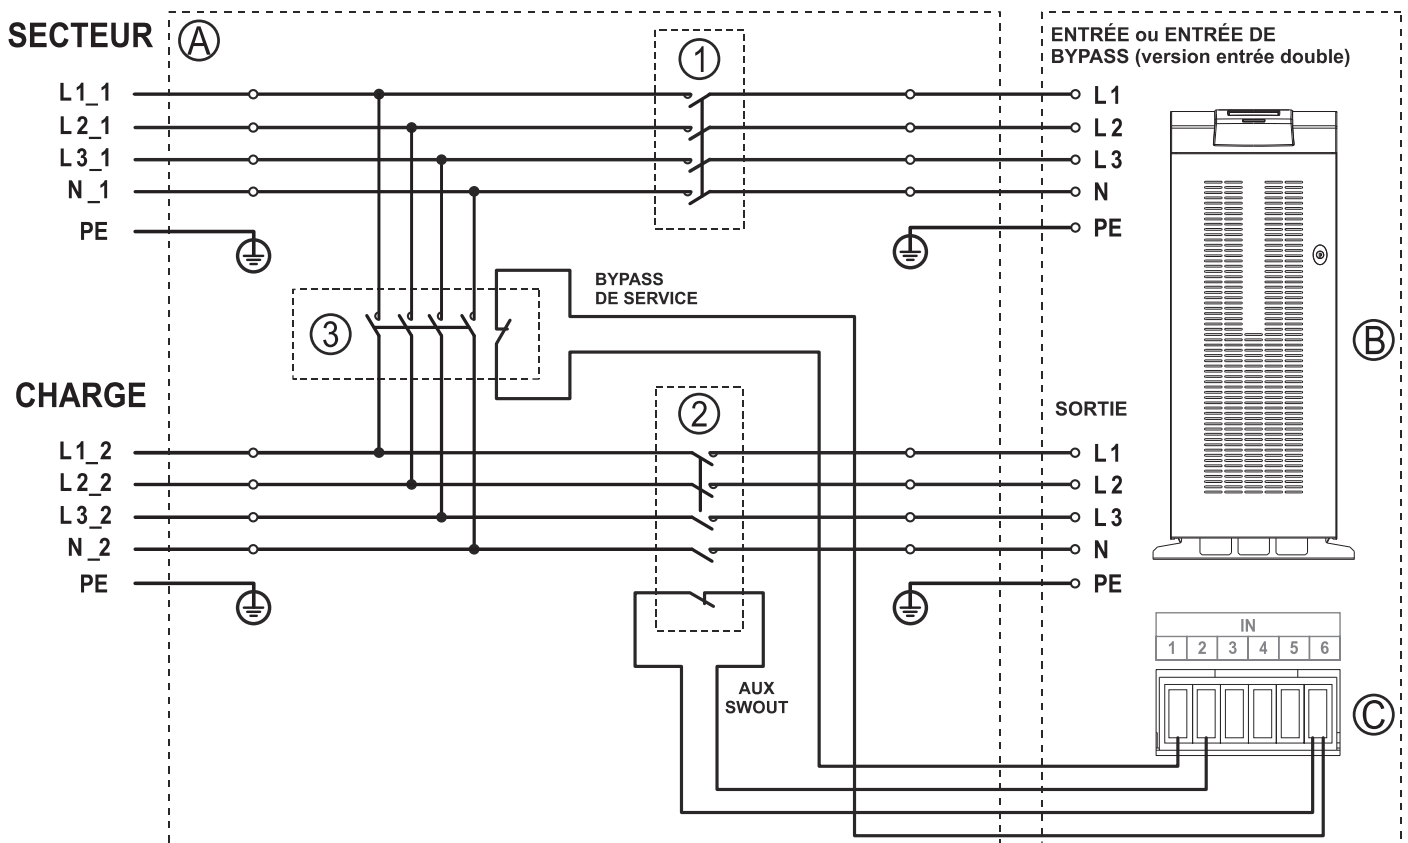 SECTEUR
A
1
ENTRÉE ou ENTRÉE DE
BYPASS (version entrée double)
L1_1
L1
L2_1
L2
L3_1
L3
N_1
N
PE
PE
BYPASS
DE SERVICE
3
B
CHARGE
2
SORTIE
L1_2
L1
L2_2
L2
L3_2
L3
N_2
N
PE
PE
IN
1 2 3 4 5 6
AUX
SWOUT
C